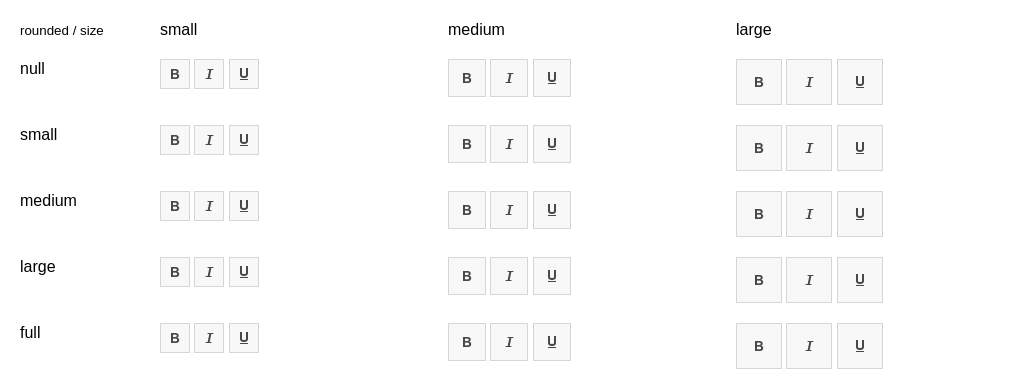 rounded / size small medium large
null B I U B I U B I U
small B I U B I U B I U
medium B I U B I U B I U
large B I U B I U B I U
full B I U B I U B I U